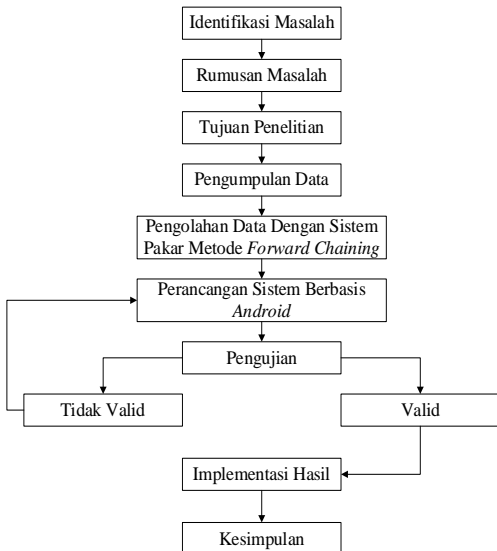 Identifikasi Masalah
Rumusan Masalah
Tujuan Penelitian
Pengumpulan Data
Pengolahan Data Dengan Sistem
Pakar Metode Forward Chaining
Perancangan Sistem Berbasis
Android
Pengujian
Tidak Valid
Valid
Implementasi Hasil
Kesimpulan